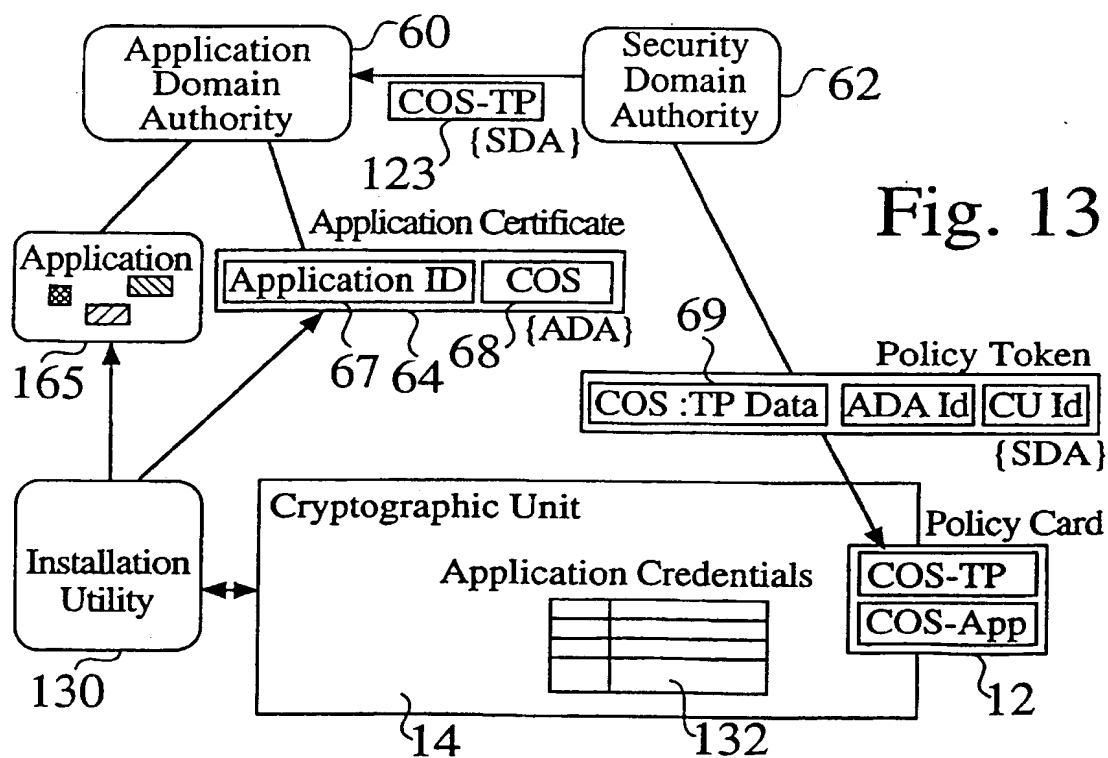 Application
Domain
Authority
60
Security
Domain
Authority
62
COS-TP
{SDA}
123
Fig. 13
Application Certificate
Application
Application ID
COS
{ADA}
165
67
64
68
69
Policy Token
COS :TP Data
ADA Id
CU Id
{SDA}
Cryptographic Unit
Policy Card
Installation
Utility
Application Credentials
COS-TP
COS-App
130
14
132
12